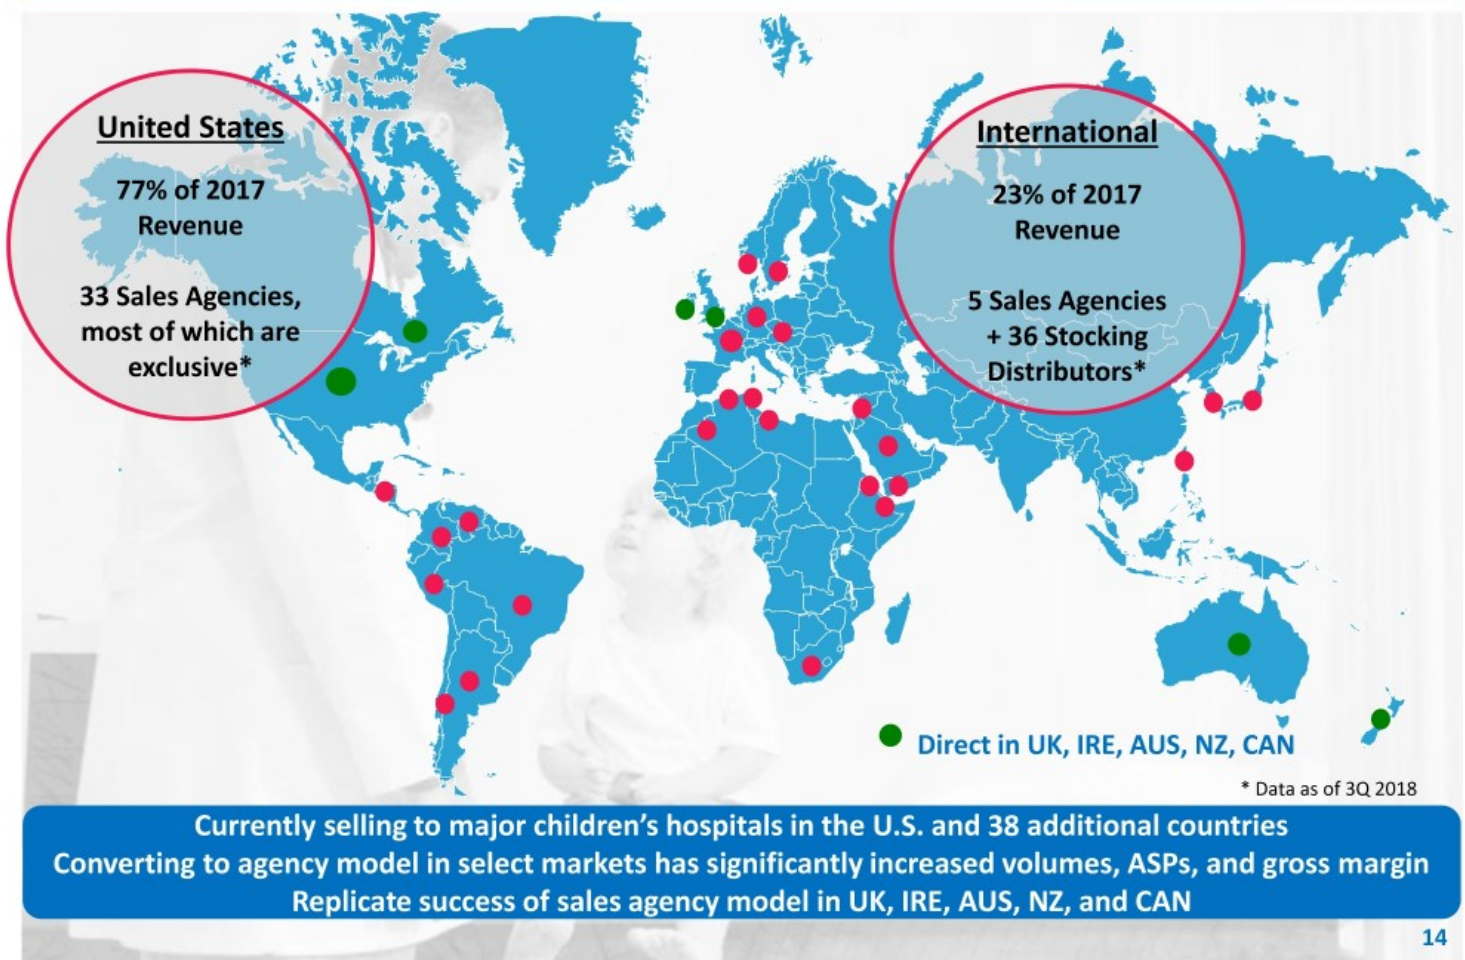 United States
77% of 2017
Revenue
33 Sales Agencies,
most of which are
exclusive*
International
23% of 2017
Revenue
5 Sales Agencies
+ 36 Stocking
Distributors*
Direct in UK, IRE, AUS, NZ, CAN
* Data as of 3Q 2018
Currently selling to major children's hospitals in the U.S. and 38 additional countries
Converting to agency model in select markets has significantly increased volumes, ASPs, and gross margin
Replicate success of sales agency model in UK, IRE, AUS, NZ, and CAN
14